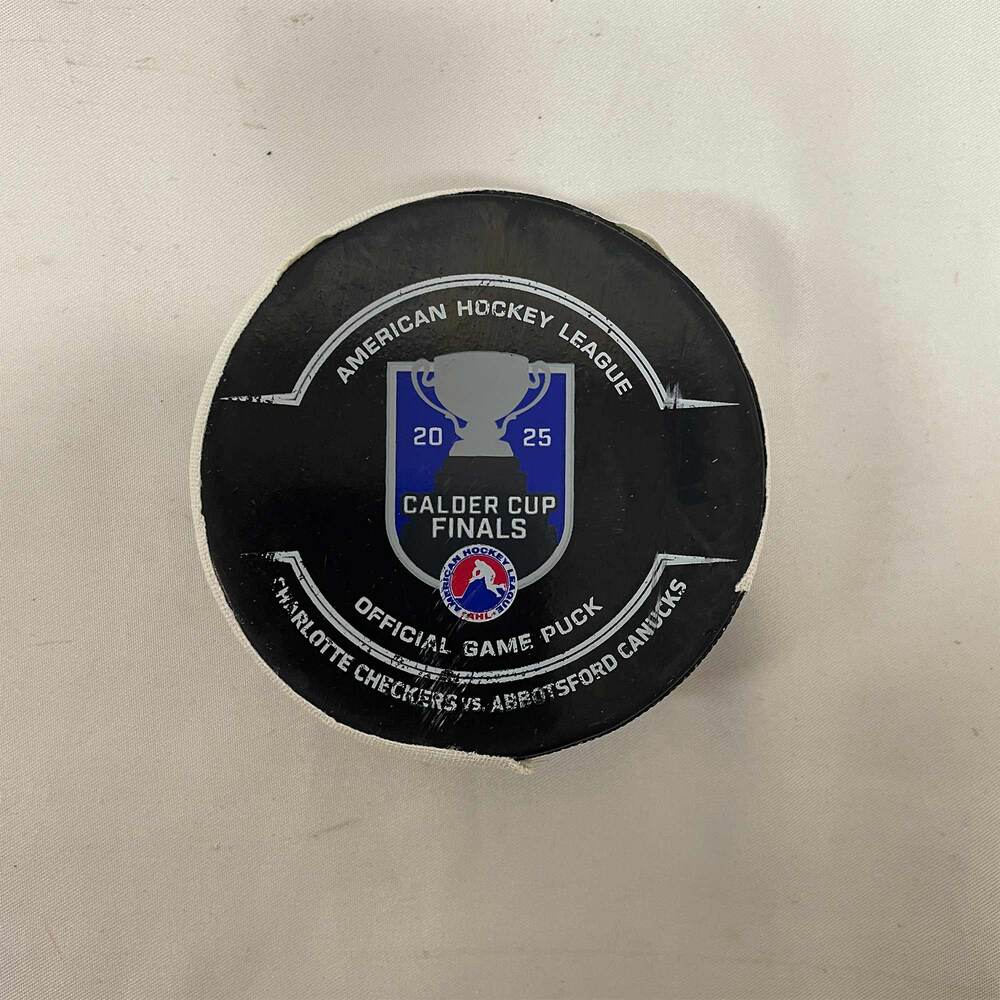 AMERICAN HOCKEY LEAGUE
20 25
CALDER CUP
FINALS
AMERICAN HOCKEY LEAGUE
AHL
OFFICIAL GAME PUCK
CHARLOTTE CHECKERS VS. ABBOTSFORD CANUCKS